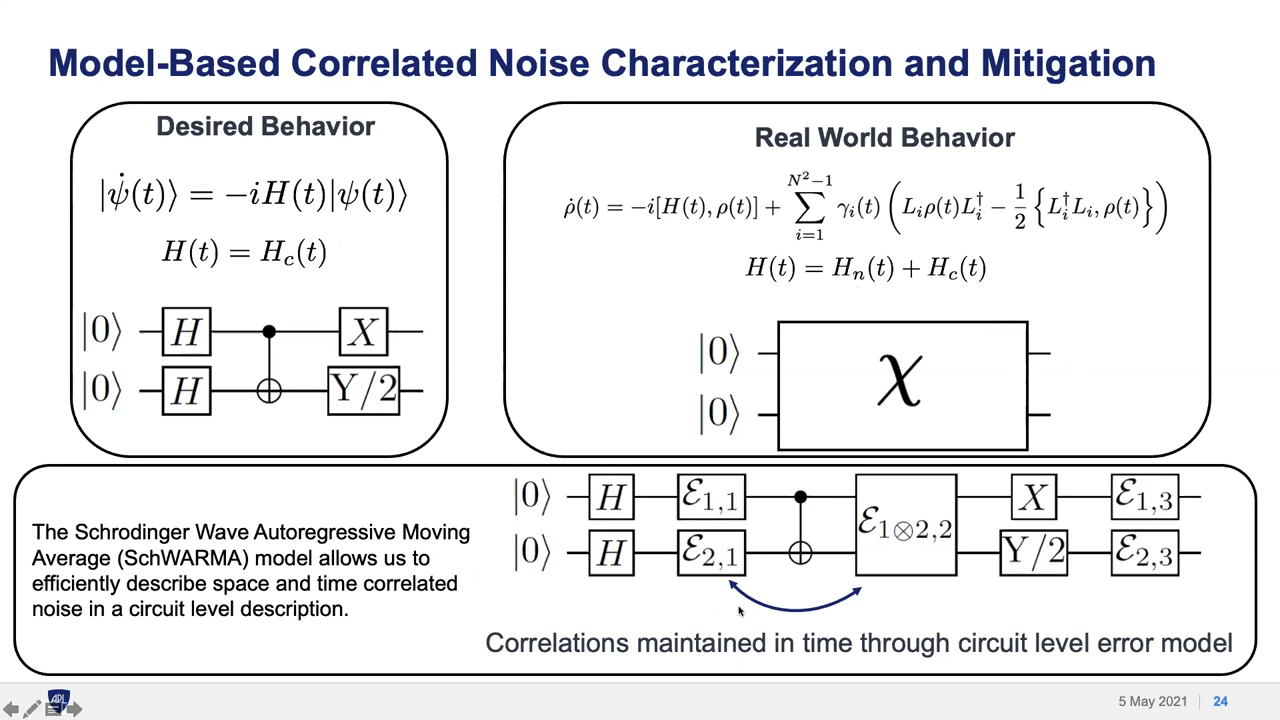 Model-Based Correlated Noise Characterization and Mitigation
Desired Behavior
|ψ̇(t)⟩ = −iH(t)|ψ(t)⟩
H(t) = H_c(t)
|0⟩ H X
|0⟩ H Y/2
Real World Behavior
ρ̇(t) = −i[H(t), ρ(t)] + ∑_{i=1}^{N²−1} γ_i(t) ( L_i ρ(t) L_i^† − 1/2 { L_i^† L_i, ρ(t) } )
H(t) = H_n(t) + H_c(t)
|0⟩
|0⟩
χ
The Schrodinger Wave Autoregressive Moving
Average (SchWARMA) model allows us to
efficiently describe space and time correlated
noise in a circuit level description.
|0⟩ H ℰ_{1,1} ℰ_{1⊗2,2} X ℰ_{1,3}
|0⟩ H ℰ_{2,1} Y/2 ℰ_{2,3}
Correlations maintained in time through circuit level error model
APL
5 May 2021 | 24